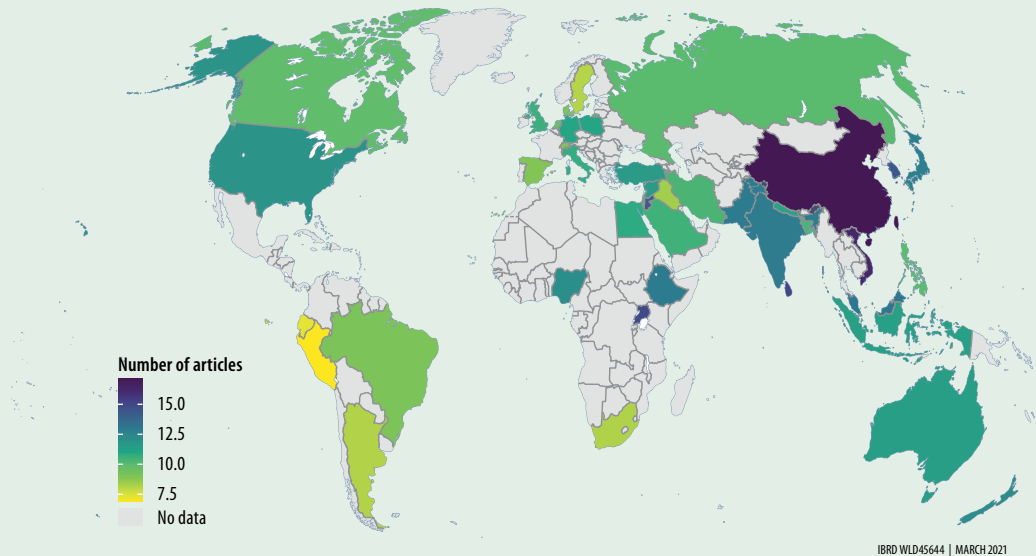 Number of articles
15.0
12.5
10.0
7.5
No data
IBRD WLD45644 | MARCH 2021